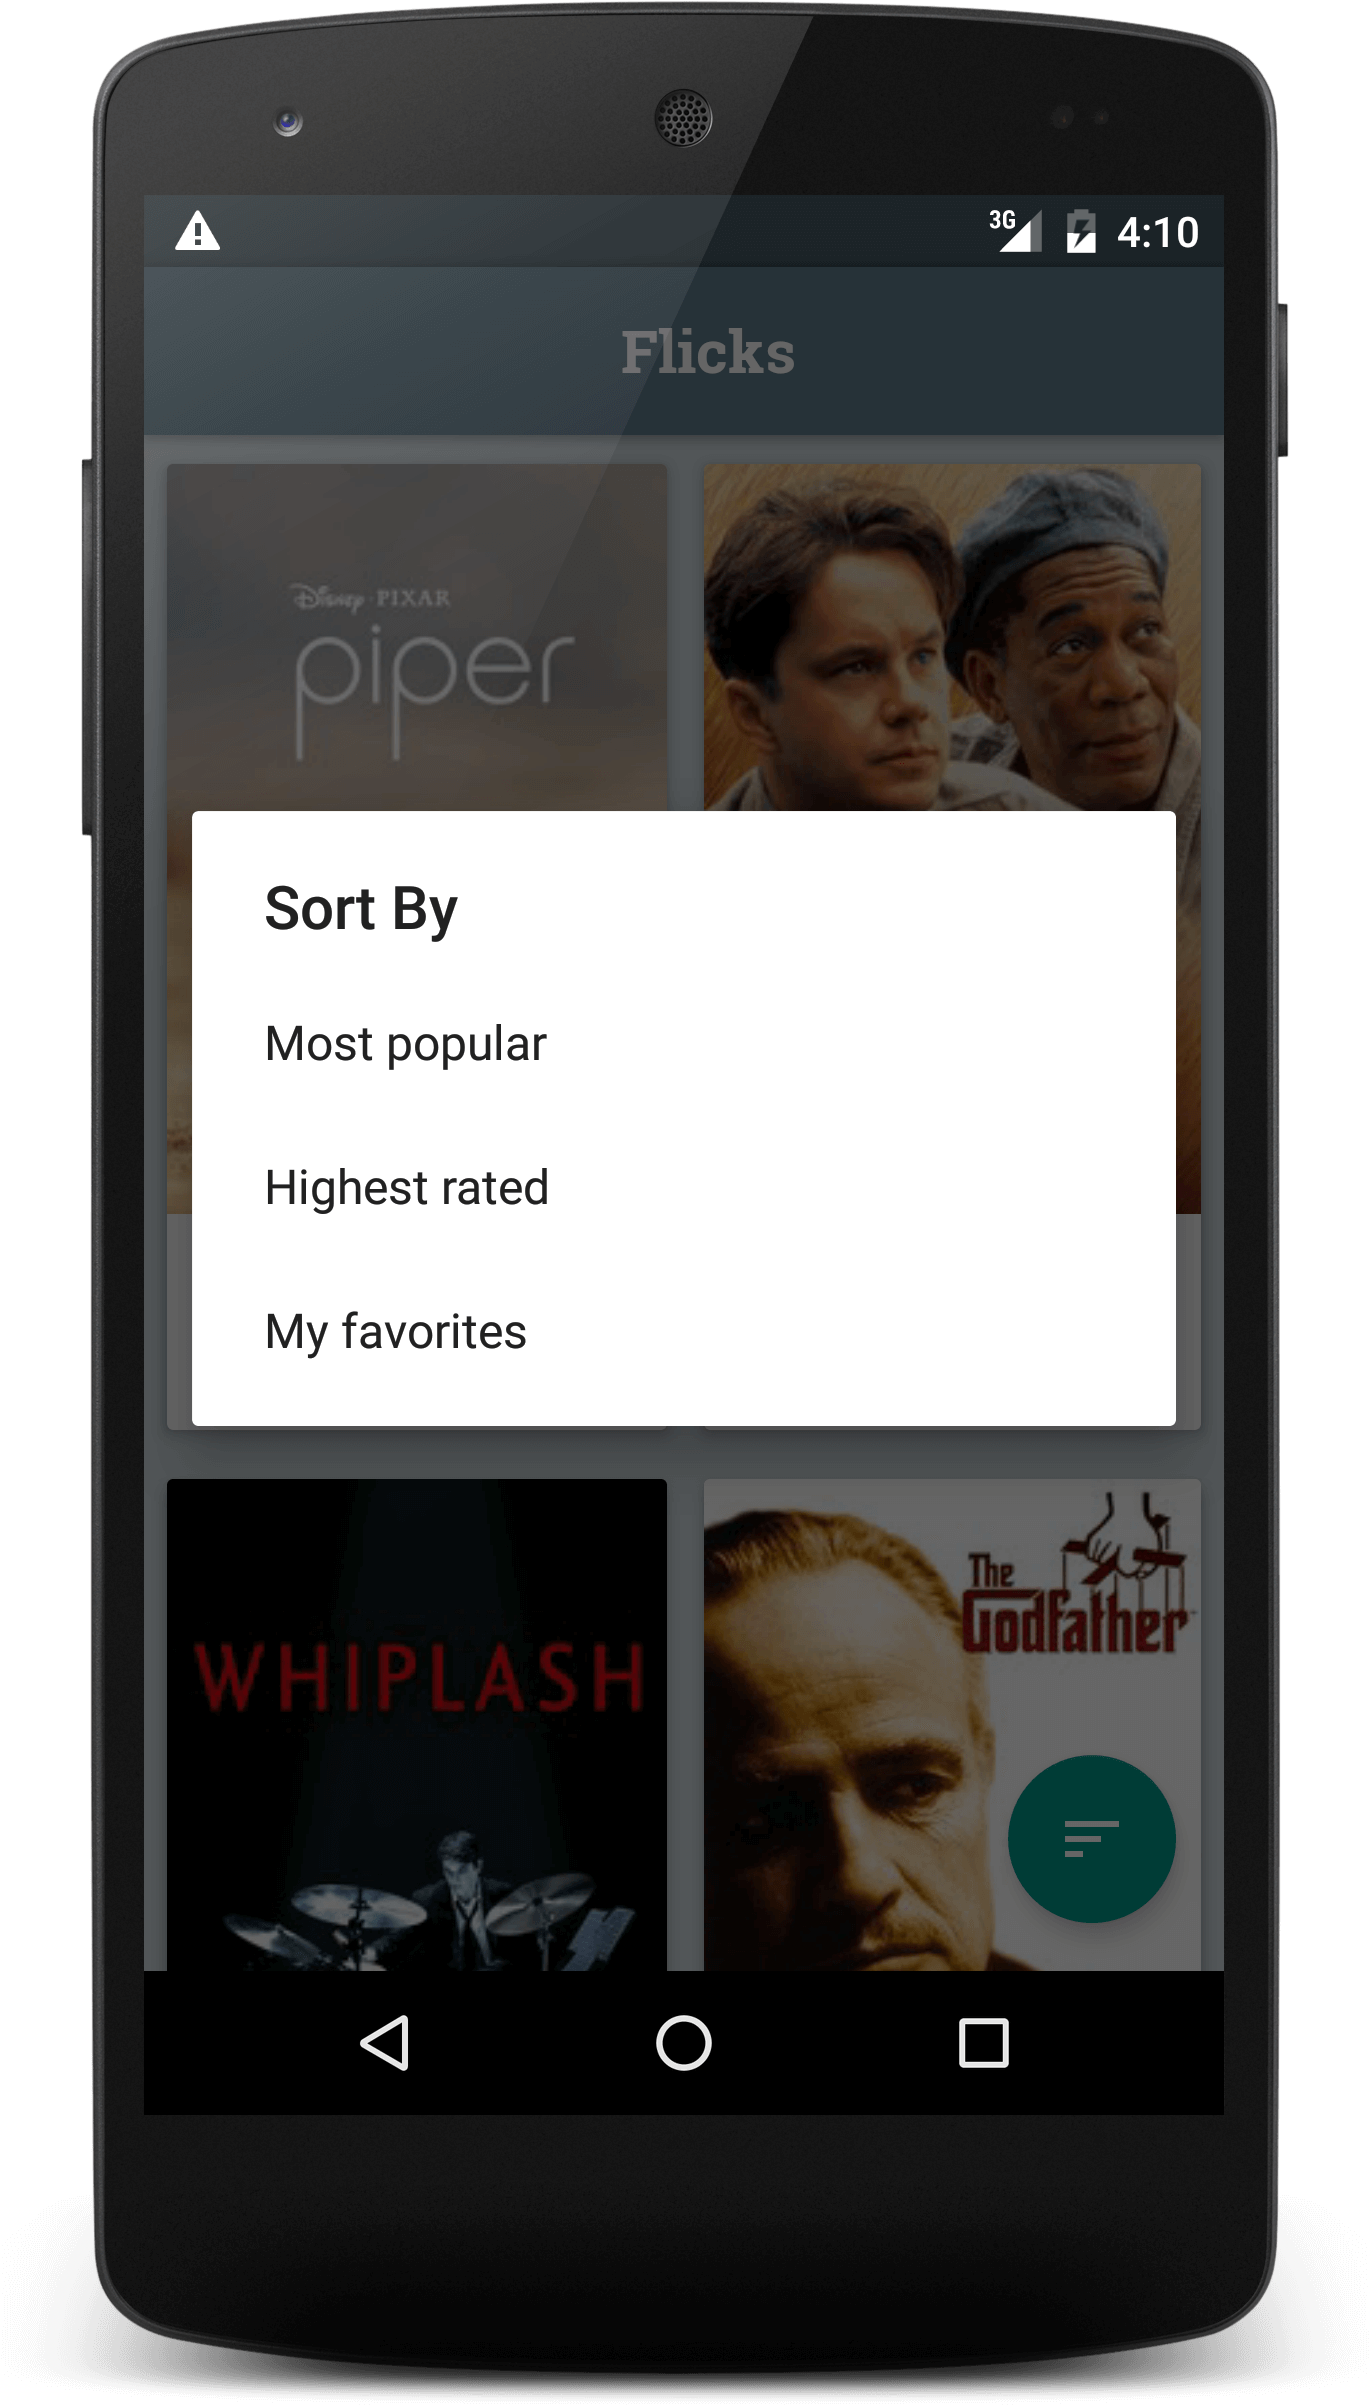 3G 4:10
Flicks
Disney · PIXAR
piper
Sort By
Most popular
Highest rated
My favorites
WHIPLASH
The
Godfather